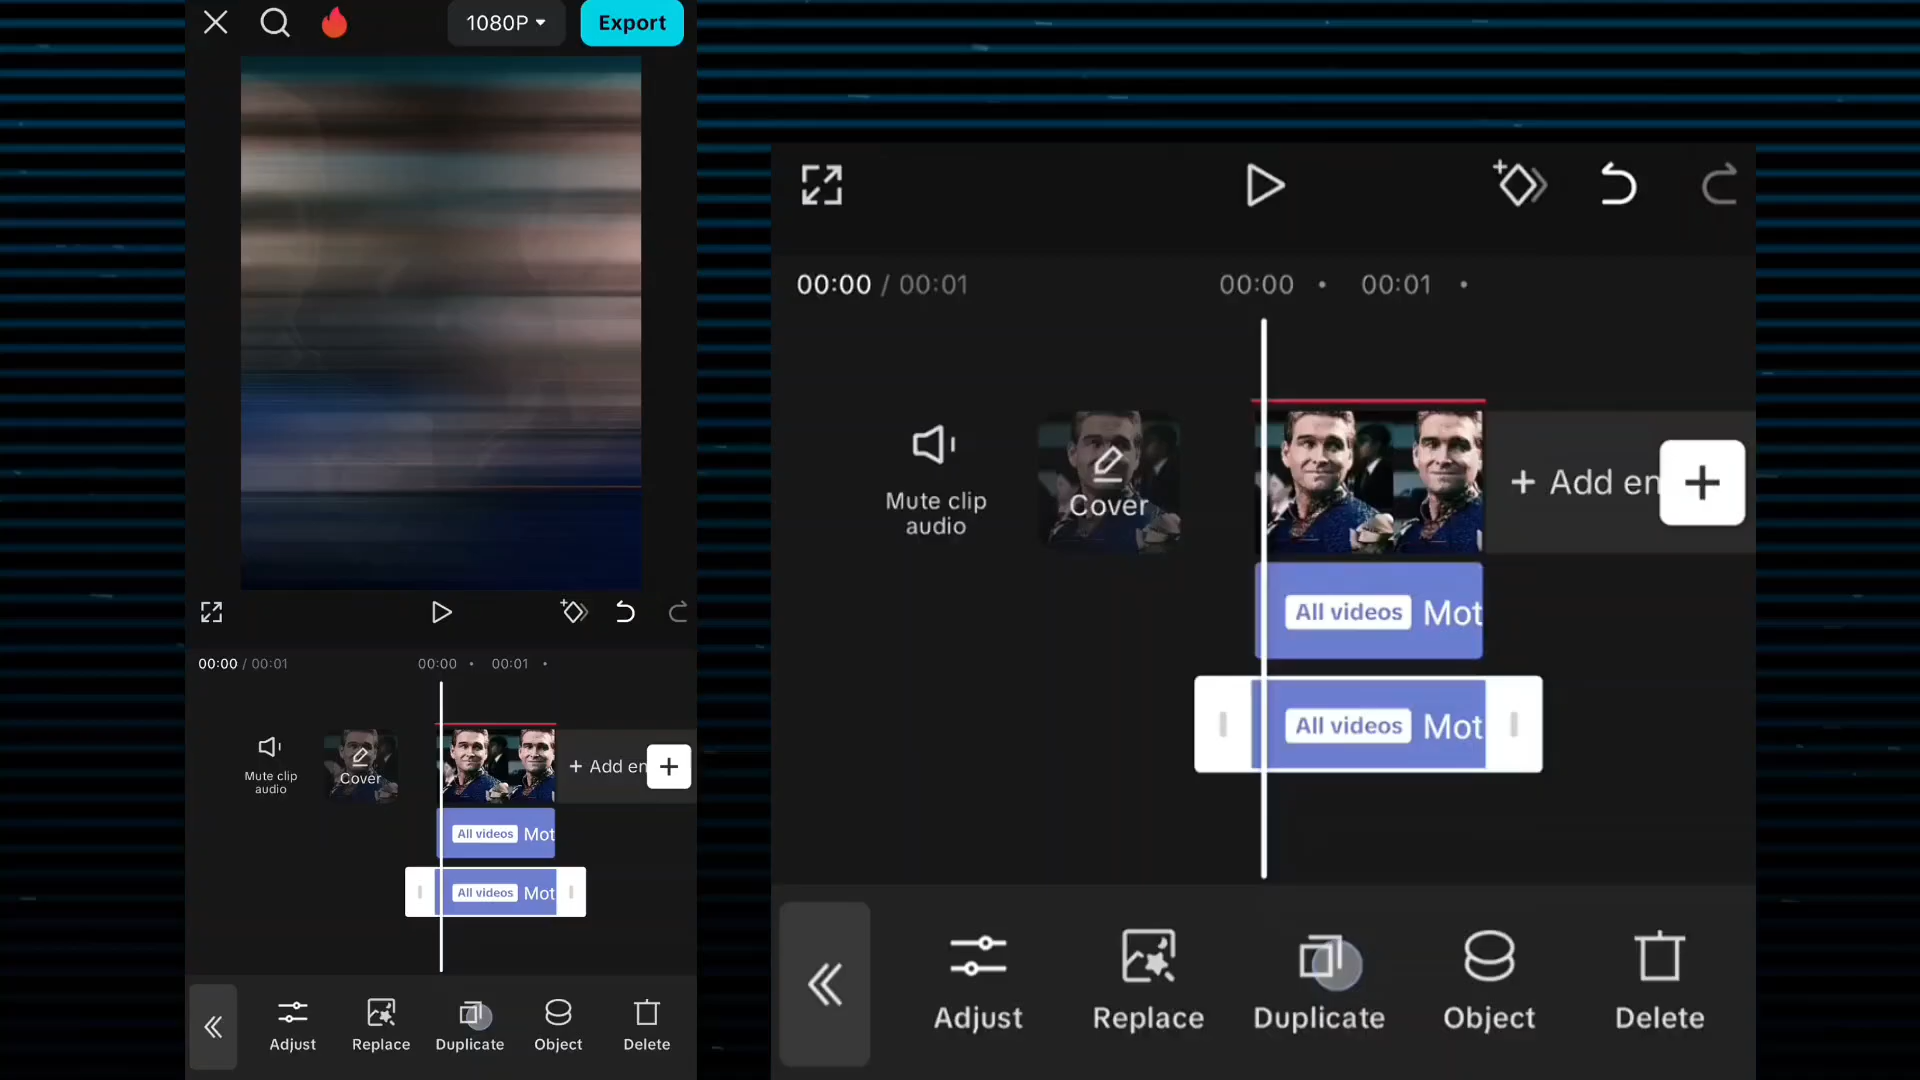 1080P
Export
00:00 / 00:01
00:00
00:01
Mute clip
audio
Cover
+ Add en
All videos Mot
All videos Mot
Adjust
Replace
Duplicate
Object
Delete
00:00 / 00:01
00:00
00:01
Mute clip
audio
Cover
+ Add en
All videos Mot
All videos Mot
Adjust
Replace
Duplicate
Object
Delete